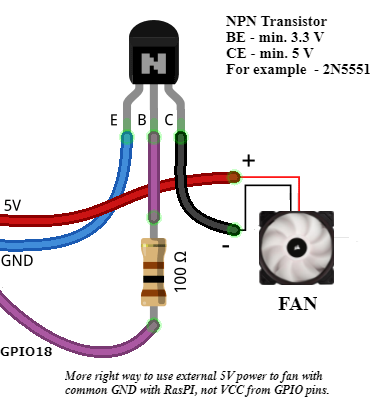 NPN Transistor
BE - min. 3.3 V
CE - min. 5 V
For example - 2N5551
N
E B C
5V
+
GND
-
100 Ω
FAN
GPIO18
More right way to use external 5V power to fan with
common GND with RasPI, not VCC from GPIO pins.